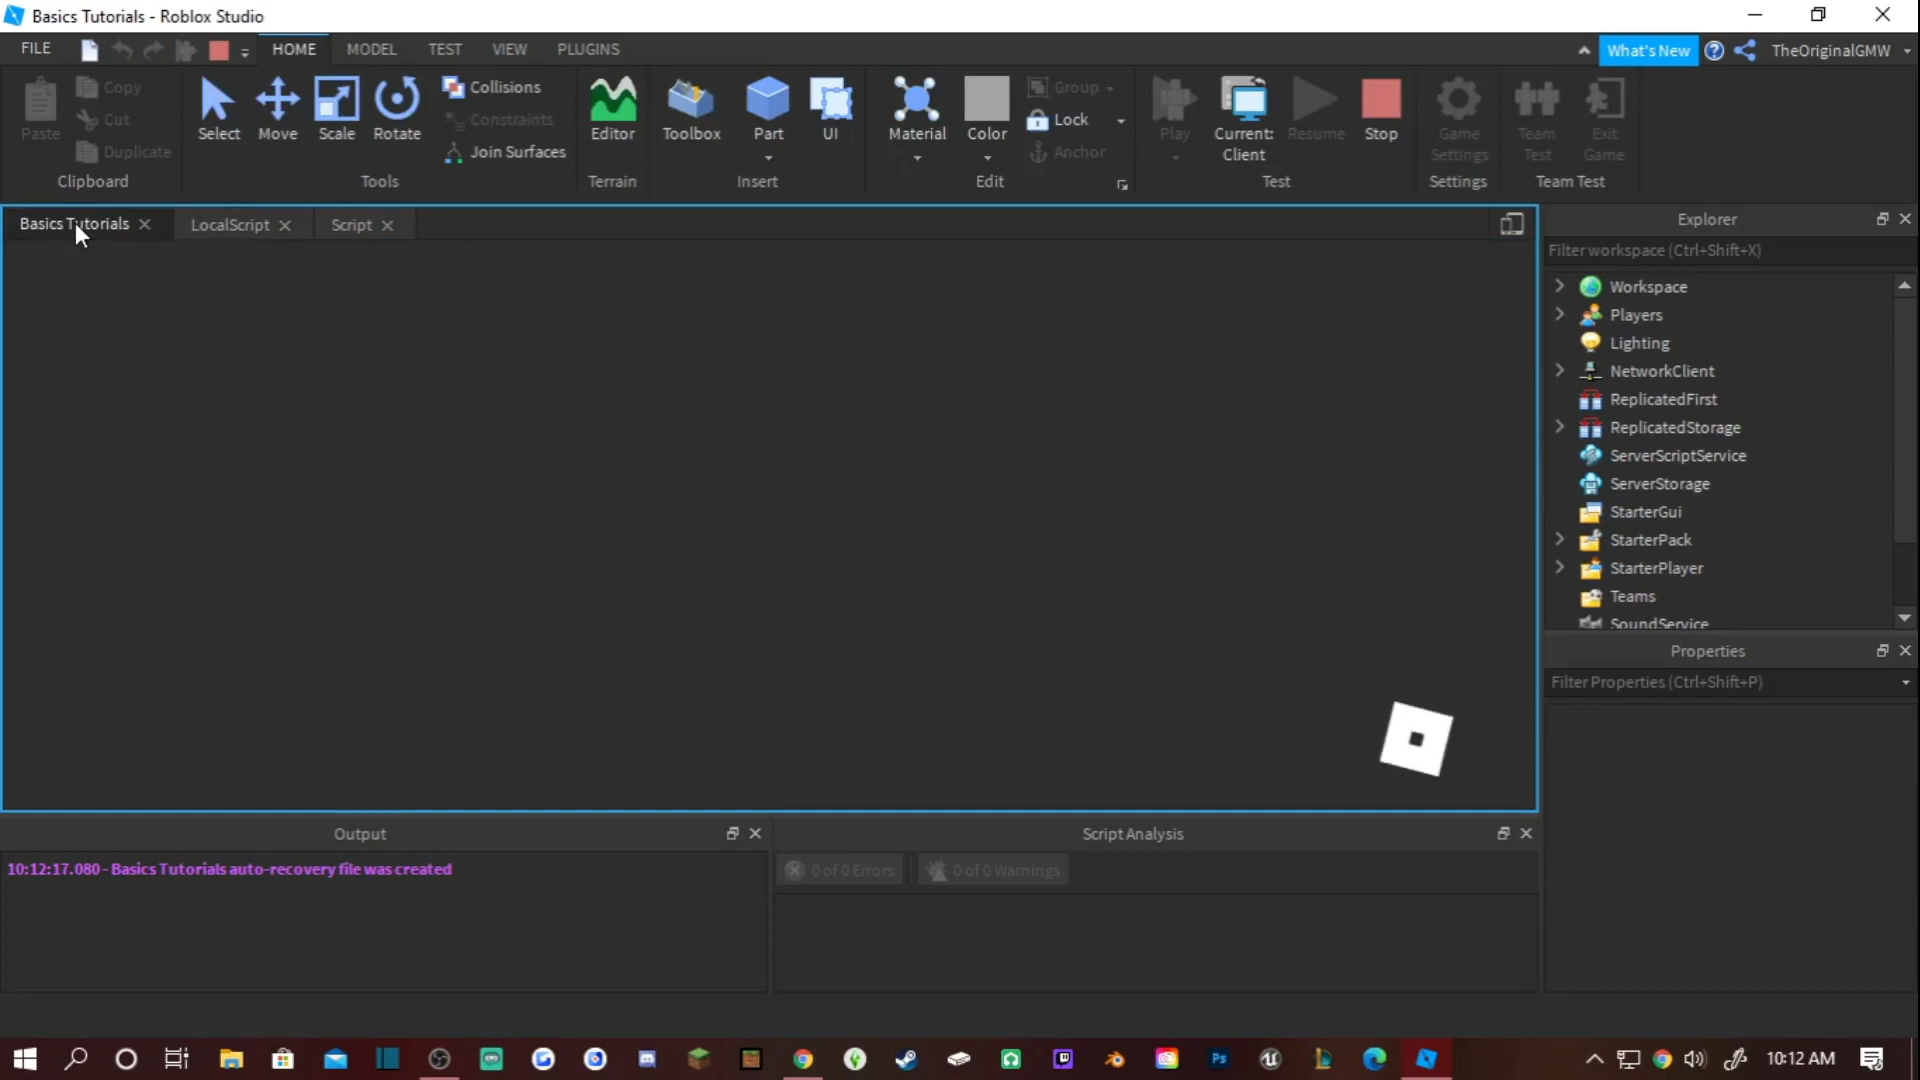 Basics Tutorials - Roblox Studio
FILE HOME MODEL TEST VIEW PLUGINS What's New TheOriginalGMW
Paste Copy Cut Duplicate Clipboard
Select Move Scale Rotate Collisions Constraints Join Surfaces Tools
Editor Terrain
Toolbox Part UI Insert
Material Color Group Lock Anchor Edit
Play Current: Client Resume Stop Test
Game Settings Settings
Team Test Exit Game Team Test
Basics Tutorials LocalScript Script
Explorer
Filter workspace (Ctrl+Shift+X)
Workspace
Players
Lighting
NetworkClient
ReplicatedFirst
ReplicatedStorage
ServerScriptService
ServerStorage
StarterGui
StarterPack
StarterPlayer
Teams
SoundService
Properties
Filter Properties (Ctrl+Shift+P)
Output
10:12:17.080 - Basics Tutorials auto-recovery file was created
Script Analysis
0 of 0 Errors 0 of 0 Warnings
Ps
10:12 AM